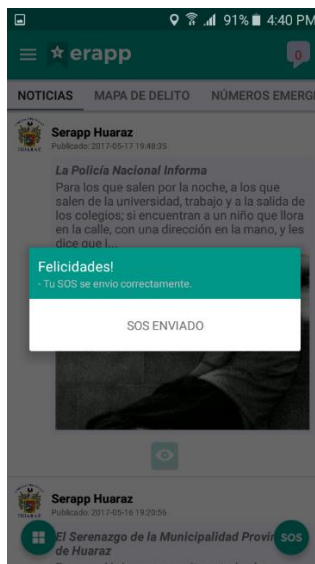 91% 4:40 PM
erapp
0
NOTICIAS MAPA DE DELITO NÚMEROS EMERG
HUARAZ
Serapp Huaraz
Publicado: 2017-05-17 19:48:35
La Policía Nacional Informa
Para los que salen por la noche, a los que
salen de la universidad, trabajo y a la salida de
los colegios; si encuentran a un niño que llora
en la calle, con una dirección en la mano, y les
dice que l...
Felicidades!
- Tu SOS se envio correctamente.
SOS ENVIADO
HUARAZ
Serapp Huaraz
Publicado: 2017-05-16 19:20:56
El Serenazgo de la Municipalidad Provin
SOS
de Huaraz